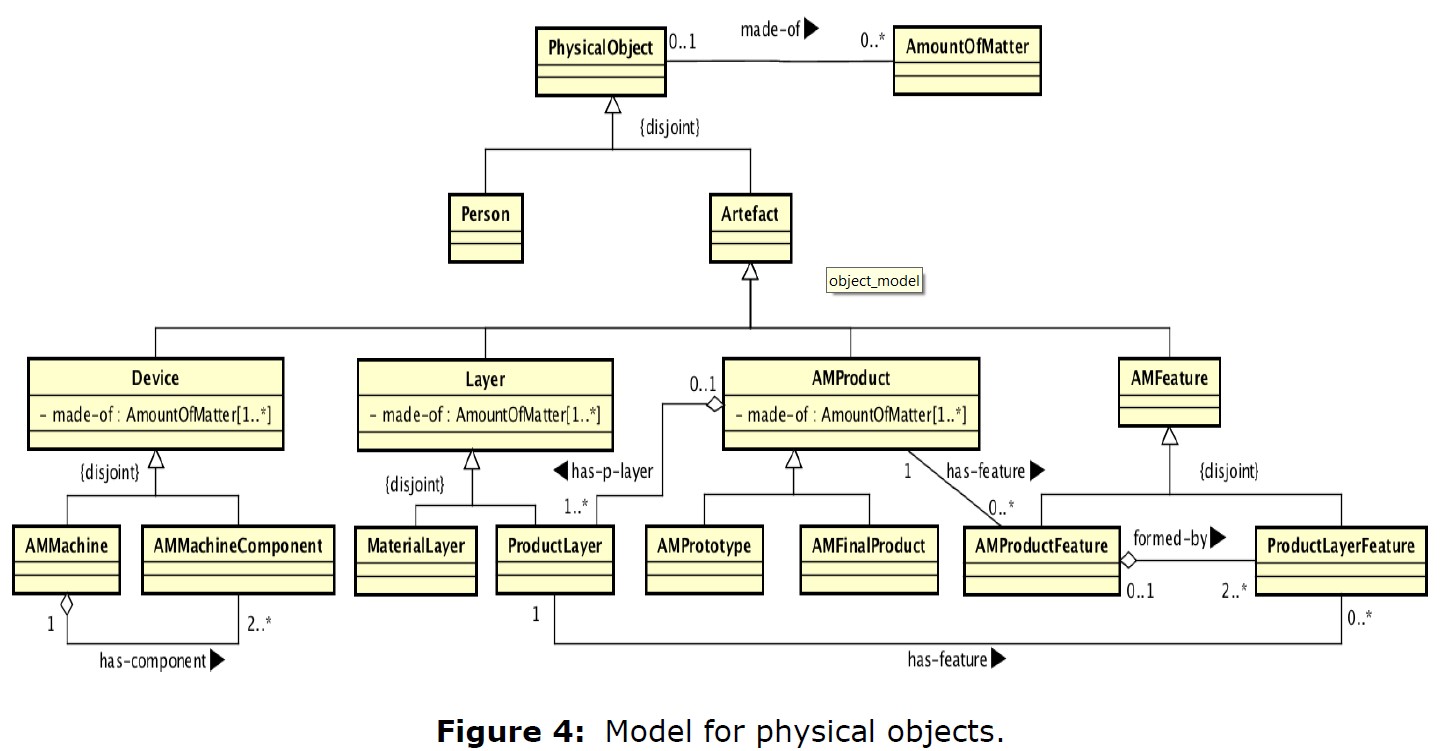 made-of ▶
PhysicalObject
0..1
0..*
AmountOfMatter
{disjoint}
Person
Artefact
object_model
Device
- made-of : AmountOfMatter[1..*]
Layer
- made-of : AmountOfMatter[1..*]
0..1
AMProduct
- made-of : AmountOfMatter[1..*]
AMFeature
{disjoint}
{disjoint}
◀ has-p-layer
1..*
1
has-feature ▶
0..*
{disjoint}
AMMachine
AMMachineComponent
MaterialLayer
ProductLayer
AMPrototype
AMFinalProduct
AMProductFeature
formed-by ▶
ProductLayerFeature
0..1
2..*
1
2..*
1
0..*
has-component ▶
has-feature ▶
Figure 4: Model for physical objects.